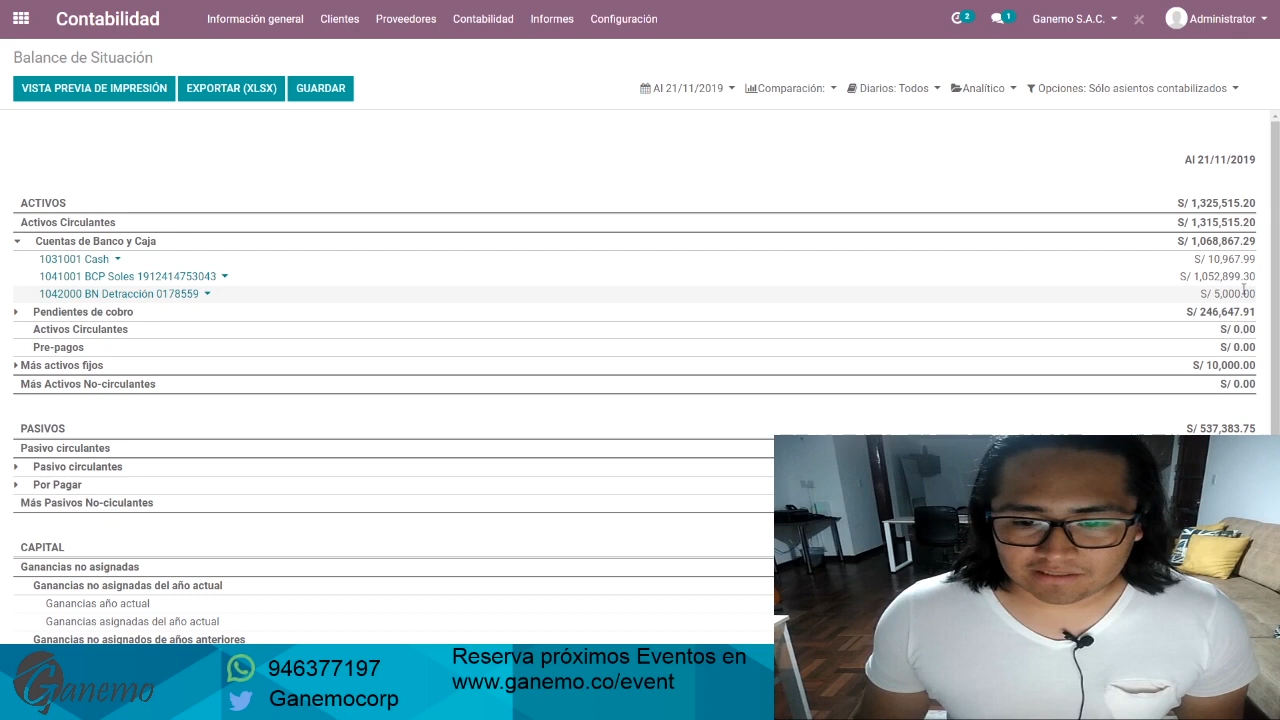 Contabilidad Información general Clientes Proveedores Contabilidad Informes Configuración 2 1 Ganemo S.A.C. Administrator
Balance de Situación
VISTA PREVIA DE IMPRESIÓN EXPORTAR (XLSX) GUARDAR Al 21/11/2019 Comparación: Diarios: Todos Analítico Opciones: Sólo asientos contabilizados
Al 21/11/2019
ACTIVOS S/ 1,325,515.20
Activos Circulantes S/ 1,315,515.20
Cuentas de Banco y Caja S/ 1,068,867.29
1031001 Cash S/ 10,967.99
1041001 BCP Soles 1912414753043 S/ 1,052,899.30
1042000 BN Detracción 0178559 S/ 5,000.00
Pendientes de cobro S/ 246,647.91
Activos Circulantes S/ 0.00
Pre-pagos S/ 0.00
Más activos fijos S/ 10,000.00
Más Activos No-circulantes S/ 0.00
PASIVOS S/ 537,383.75
Pasivo circulantes
Pasivo circulantes
Por Pagar
Más Pasivos No-ciculantes
CAPITAL
Ganancias no asignadas
Ganancias no asignadas del año actual
Ganancias año actual
Ganancias asignadas del año actual
Ganancias no asignados de años anteriores
Ganemo
946377197
Ganemocorp
Reserva próximos Eventos en
www.ganemo.co/event